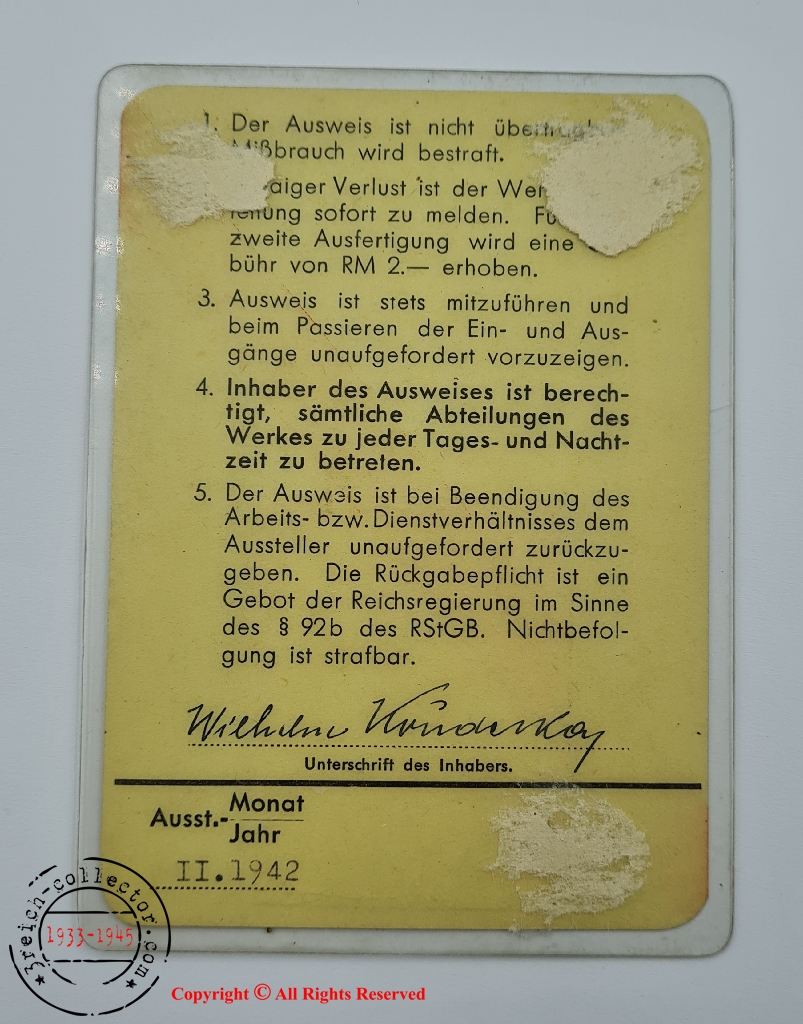 1. Der Ausweis ist nicht
Mißbrauch wird bestraft.
Verlust ist der
sofort zu melden.
zweite Ausfertigung wird eine
bühr von RM 2.— erhoben.
3. Ausweis ist stets mitzuführen und
beim Passieren der Ein- und Aus-
gänge unaufgefordert vorzuzeigen.
4. Inhaber des Ausweises ist berech-
tigt, sämtliche Abteilungen des
Werkes zu jeder Tages- und Nacht-
zeit zu betreten.
5. Der Ausweis ist bei Beendigung des
Arbeits- bzw. Dienstverhältnisses dem
Aussteller unaufgefordert zurückzu-
geben. Die Rückgabepflicht ist ein
Gebot der Reichsregierung im Sinne
des § 92b des RStGB. Nichtbefol-
gung ist strafbar.
Wilhelm
Unterschrift des Inhabers.
Ausst.- Monat
Jahr
II.1942
3reich-collector.com
1933-1945
Copyright © All Rights Reserved